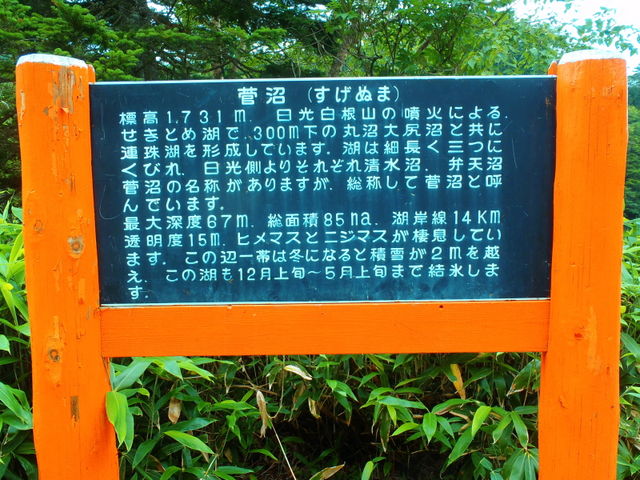 菅沼 (すげぬま)
標高1,731m. 日光白根山の噴火による.
せきとめ湖で.300m下の丸沼大尻沼と共に
連珠湖を形成しています.湖は細長く三つに
くびれ.日光側よりそれぞれ清水沼.弁天沼
菅沼の名称がありますが.総称して菅沼と呼
んでいます.
最大深度67m.総面積85ha.湖岸線14Km
透明度15m.ヒメマスとニジマスが棲息してい
ます.この辺一帯は冬になると積雪が2mを越
え.この湖も12月上旬~5月上旬まで結氷しま
す.